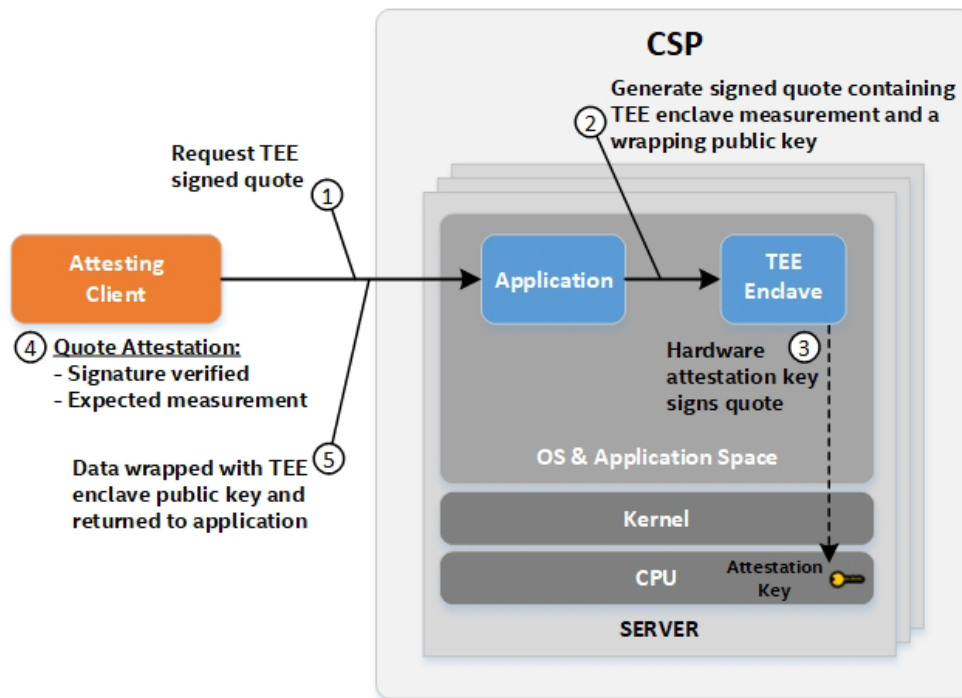 CSP
Generate signed quote containing
TEE enclave measurement and a
wrapping public key
2
Request TEE
signed quote
1
Attesting
Client
Application
TEE
Enclave
4
Quote Attestation:
- Signature verified
- Expected measurement
Hardware
attestation key
signs quote
3
5
Data wrapped with TEE
enclave public key and
returned to application
OS & Application Space
Kernel
CPU
Attestation
Key
SERVER